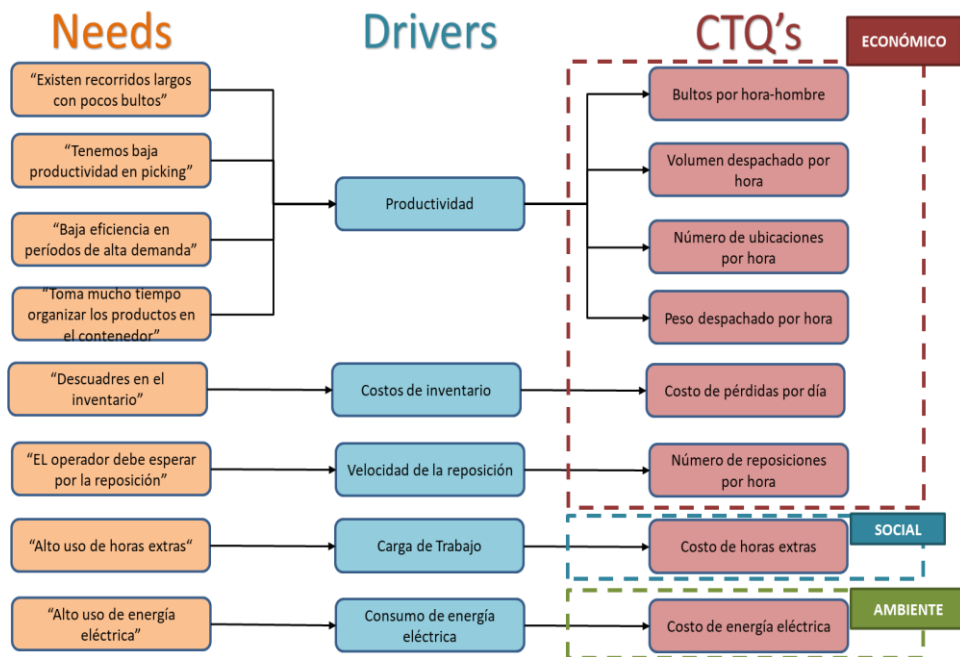 Needs
Drivers
CTQ's
ECONÓMICO
“Existen recorridos largos
con pocos bultos”
“Tenemos baja
productividad en picking”
“Baja eficiencia en
períodos de alta demanda”
“Toma mucho tiempo
organizar los productos en
el contenedor”
Productividad
Bultos por hora-hombre
Volumen despachado por
hora
Número de ubicaciones
por hora
Peso despachado por hora
“Descuadres en el
inventario”
Costos de inventario
Costo de pérdidas por día
“EL operador debe esperar
por la reposición”
Velocidad de la reposición
Número de reposiciones
por hora
“Alto uso de horas extras“
Carga de Trabajo
Costo de horas extras
SOCIAL
“Alto uso de energía
eléctrica”
Consumo de energía
eléctrica
Costo de energía eléctrica
AMBIENTE